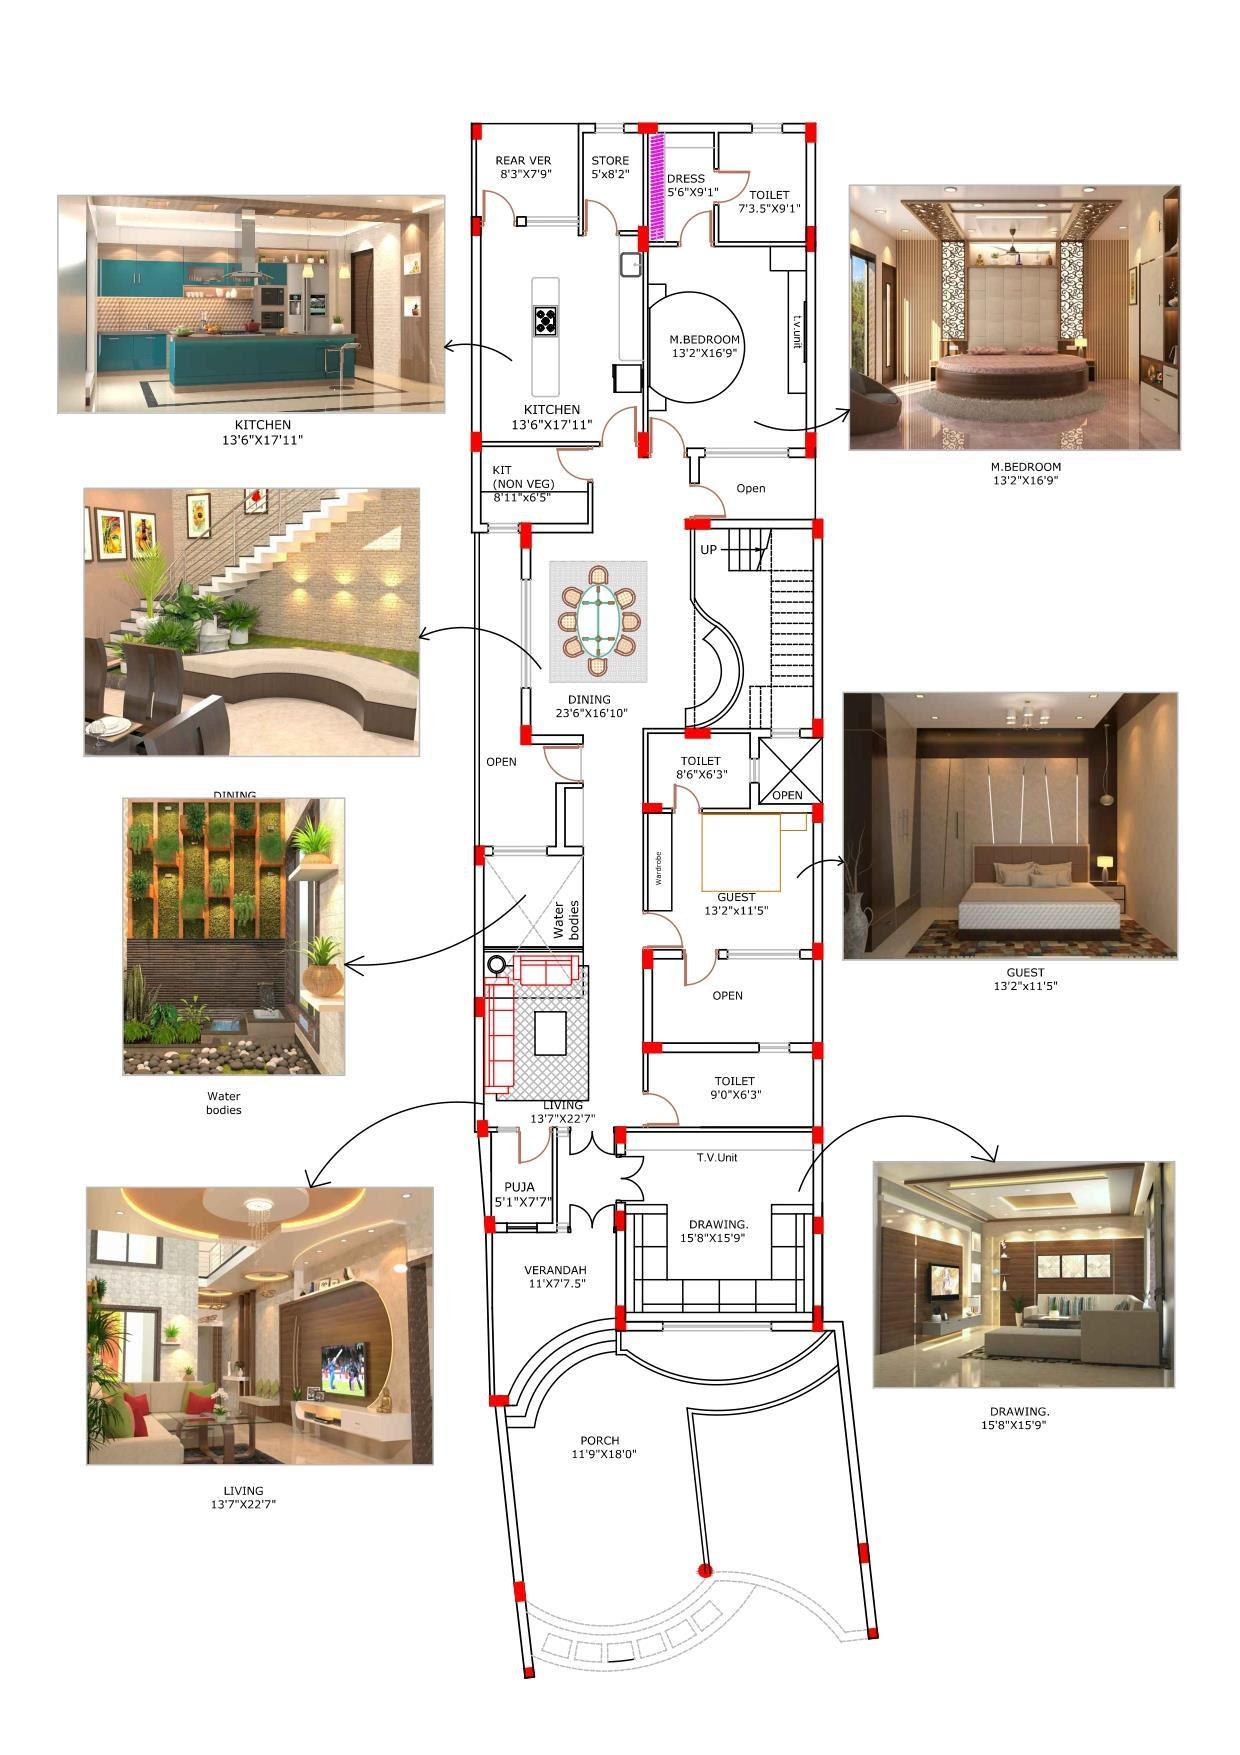 REAR VER
8'3"X7'9"
STORE
5'x8'2"
DRESS
5'6"X9'1"
TOILET
7'3.5"X9'1"
t.v.unit
M.BEDROOM
13'2"X16'9"
KITCHEN
13'6"X17'11"
KITCHEN
13'6"X17'11"
M.BEDROOM
13'2"X16'9"
KIT
(NON VEG)
8'11"x6'5"
Open
UP
DINING
23'6"X16'10"
OPEN
TOILET
8'6"X6'3"
OPEN
DINING
Wardrobe
GUEST
13'2"x11'5"
Water
bodies
GUEST
13'2"x11'5"
OPEN
Water
bodies
TOILET
9'0"X6'3"
LIVING
13'7"X22'7"
T.V.Unit
PUJA
5'1"X7'7"
DRAWING.
15'8"X15'9"
VERANDAH
11'X7'7.5"
DRAWING.
15'8"X15'9"
PORCH
11'9"X18'0"
LIVING
13'7"X22'7"